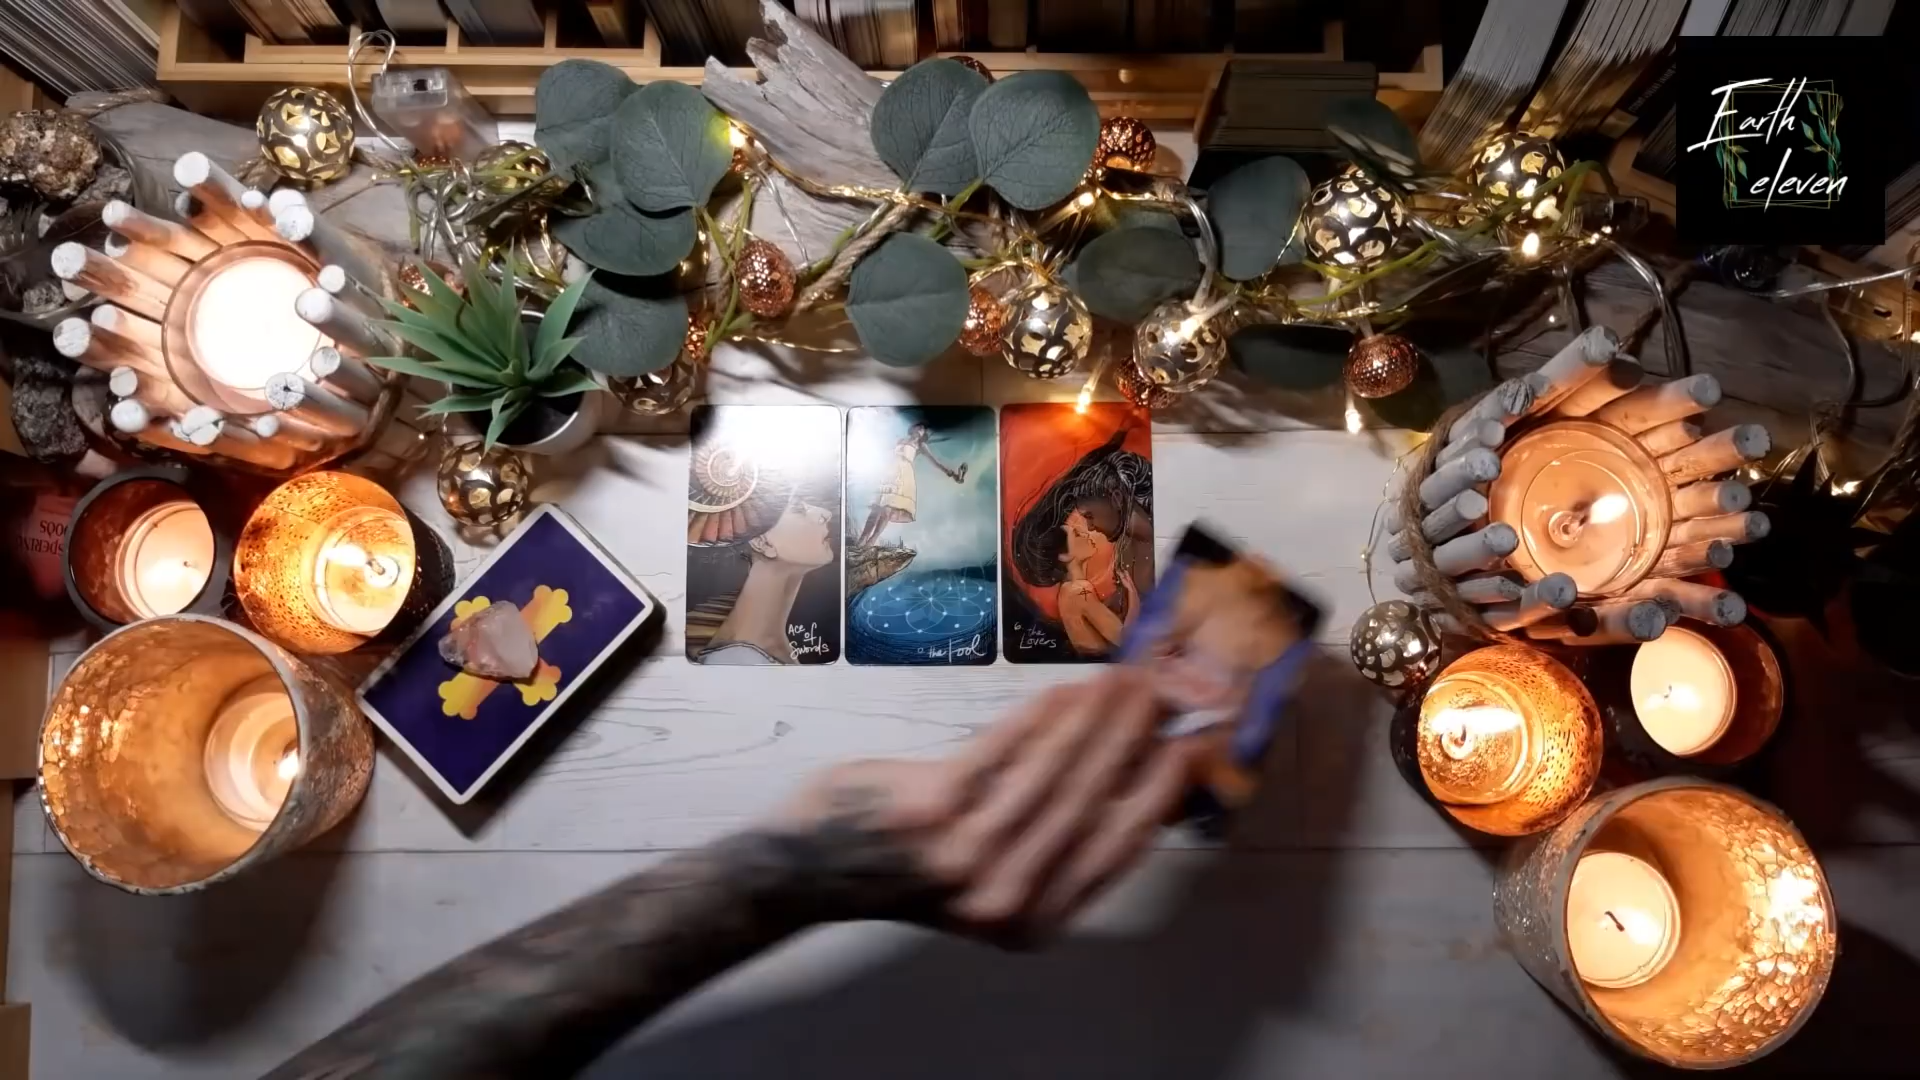 Earth
eleven
Ace
of
Swords
0 the Fool
6 the
Lovers